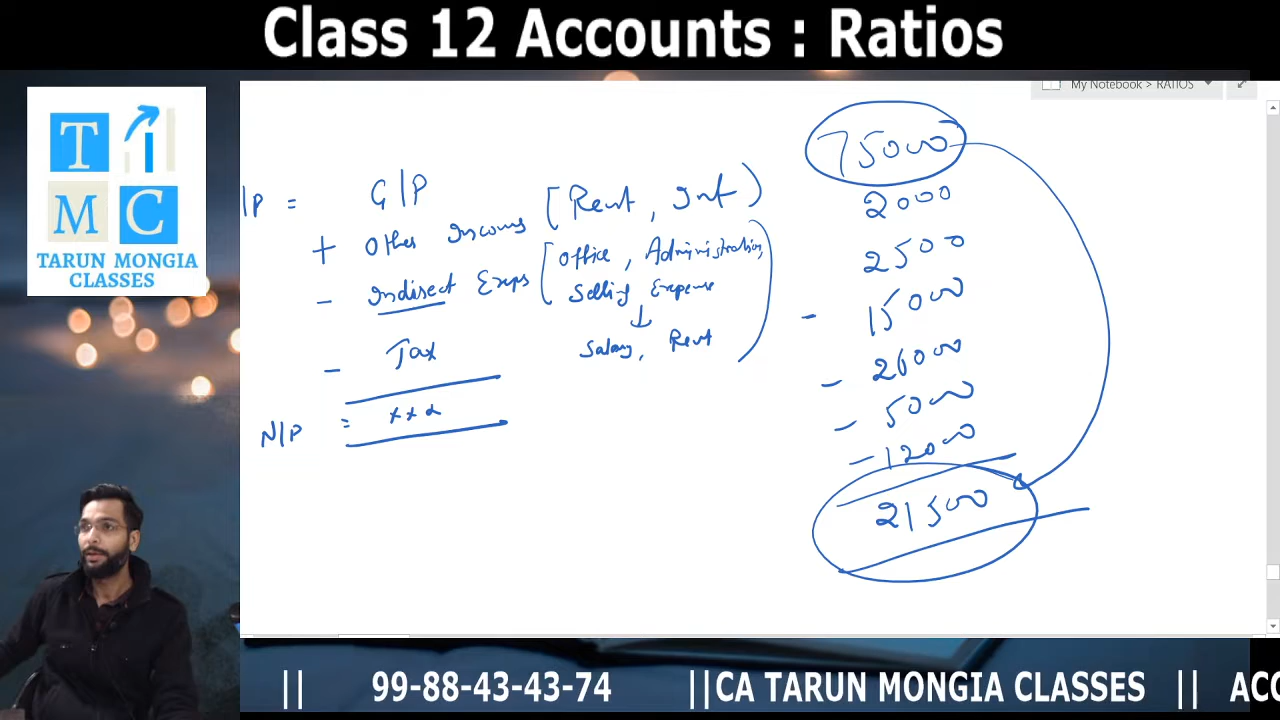 Class 12 Accounts : Ratios
My Notebook > RATIOS
T
M C
TARUN MONGIA
CLASSES
/P = G/P
+ Other Incomes [Rent, Int)
- Indirect Exps [Office, Administration,
Selling Expense
Salary, Rent
- Tax
N/P = xxx
75000
2000
2500
- 15000
- 26000
- 5000
- 12000
21500
|| 99-88-43-43-74 ||CA TARUN MONGIA CLASSES || ACC